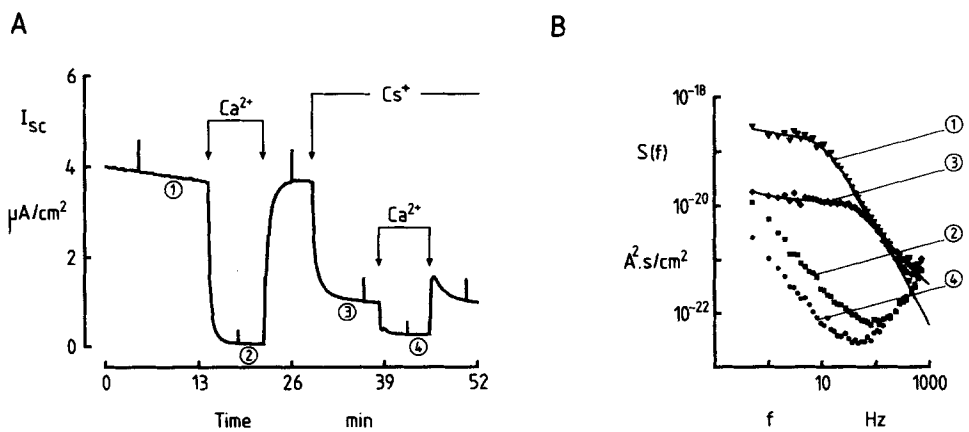 A
6
I_SC
4
µA/cm²
2
0
Ca²⁺
Cs⁺
Ca²⁺
①
②
③
④
0 13 26 39 52
Time min
B
10⁻¹⁸
S(f)
10⁻²⁰
A².s/cm²
10⁻²²
①
③
②
④
10 1000
f Hz